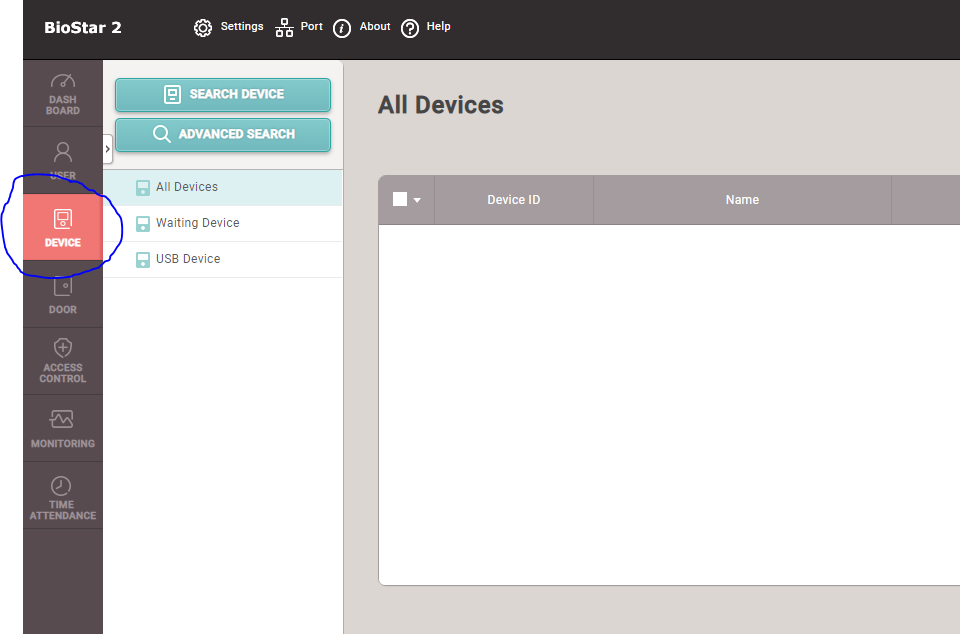 BioStar 2
Settings
Port
About
Help
DASH
BOARD
USER
DEVICE
DOOR
ACCESS
CONTROL
MONITORING
TIME
ATTENDANCE
SEARCH DEVICE
ADVANCED SEARCH
All Devices
Waiting Device
USB Device
All Devices
Device ID
Name